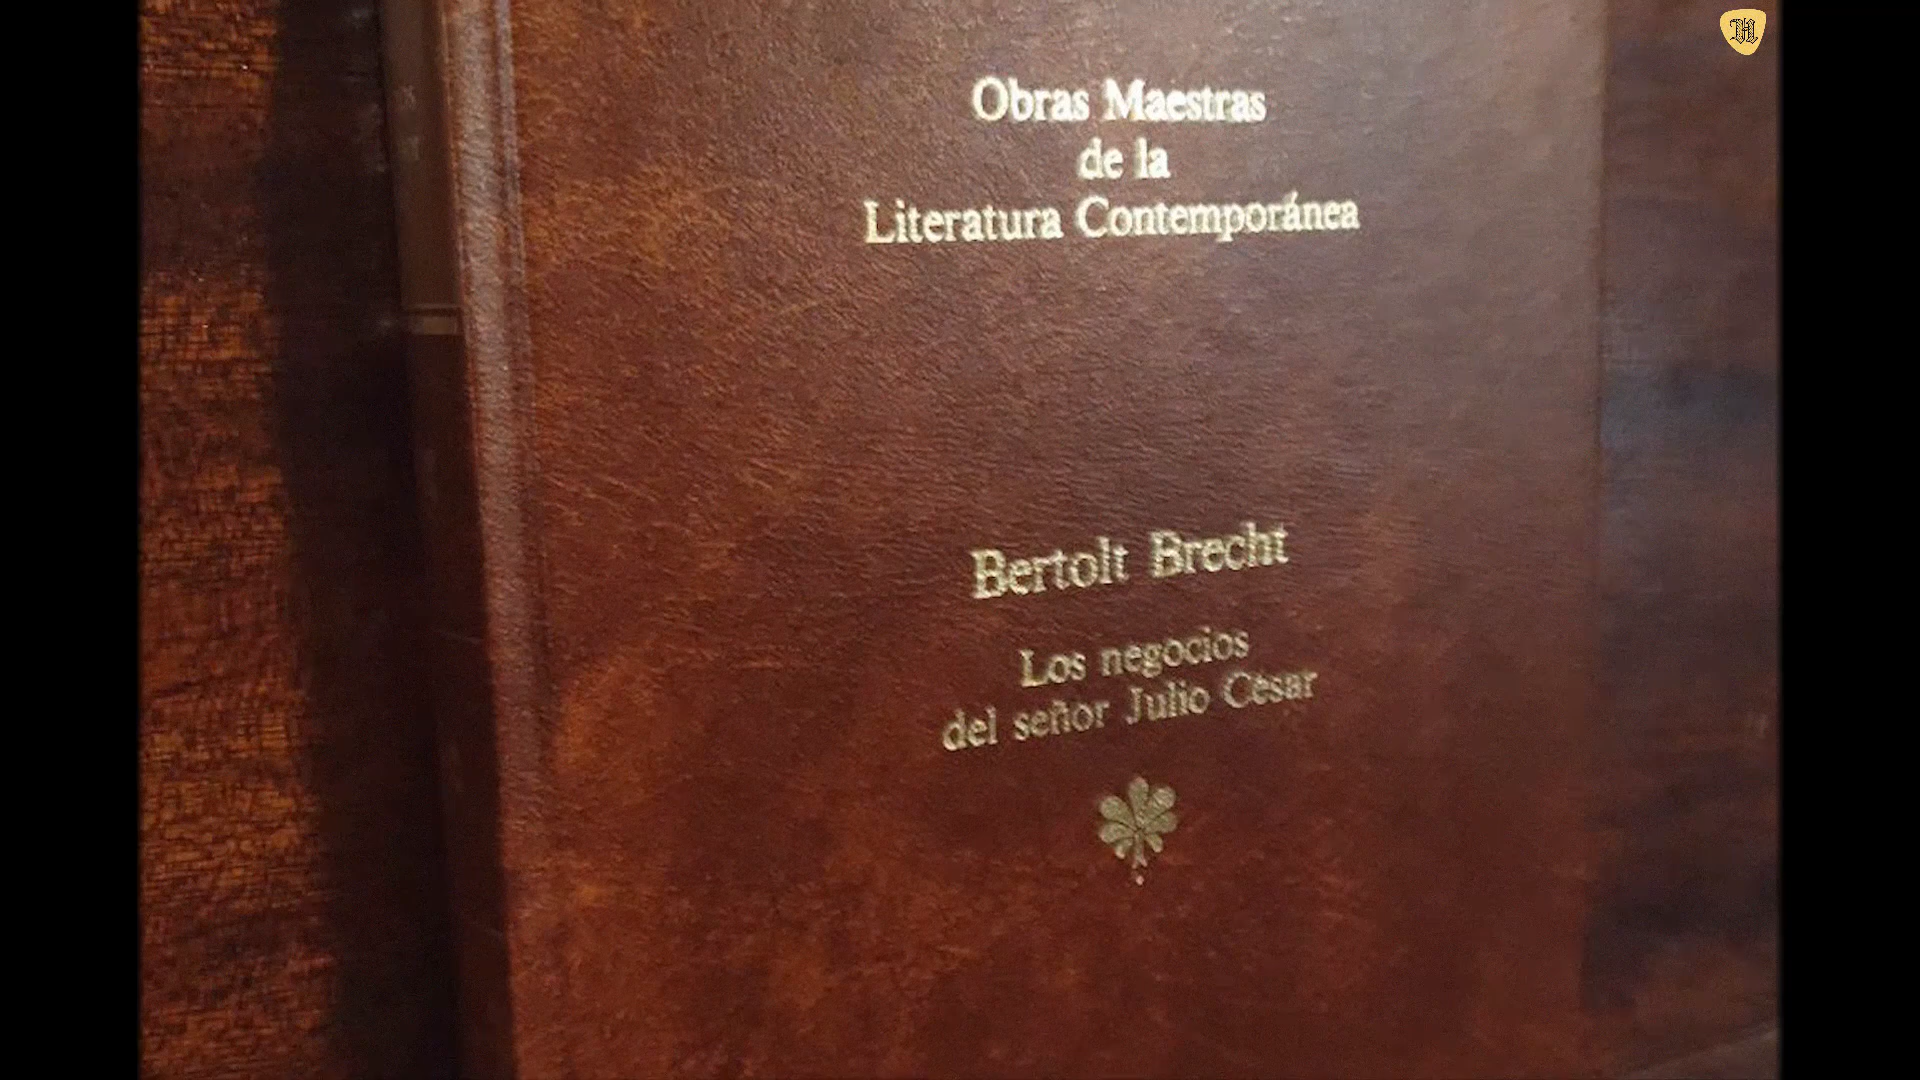 Obras Maestras
de la
Literatura Contemporánea
Bertolt Brecht
Los negocios
del señor Julio César